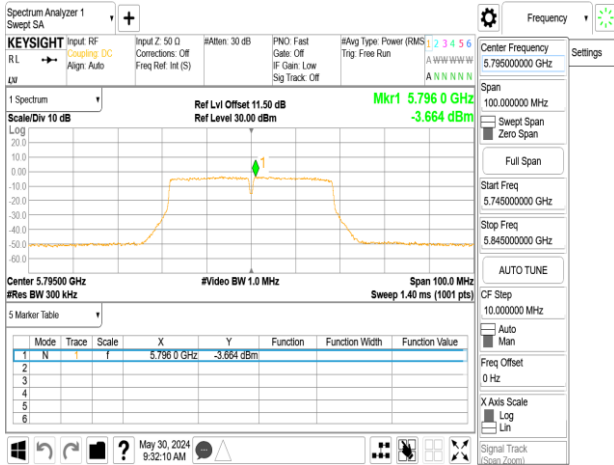 Spectrum Analyzer 1
Swept SA
Frequency
Settings
KEYSIGHT
RL
Input: RF
Coupling: DC
Align: Auto
Input Z: 50 Ω
Corrections: Off
Freq Ref: Int (S)
#Atten: 30 dB
PNO: Fast
Gate: Off
IF Gain: Low
Sig Track: Off
#Avg Type: Power (RMS
Trig: Free Run
1 2 3 4 5 6
A W W W W W
A N N N N N
1 Spectrum
Scale/Div 10 dB
Ref Lvl Offset 11.50 dB
Ref Level 30.00 dBm
Mkr1 5.796 0 GHz
-3.664 dBm
Log
20.0
10.0
0.00
-10.0
-20.0
-30.0
-40.0
-50.0
-60.0
1
Center 5.79500 GHz
#Res BW 300 kHz
#Video BW 1.0 MHz
Span 100.0 MHz
Sweep 1.40 ms (1001 pts)
5 Marker Table
Mode Trace Scale X Y Function Function Width Function Value
1 N 1 f 5.796 0 GHz -3.664 dBm
2
3
4
5
6
May 30, 2024
9:32:10 AM
Center Frequency
5.795000000 GHz
Span
100.000000 MHz
Swept Span
Zero Span
Full Span
Start Freq
5.745000000 GHz
Stop Freq
5.845000000 GHz
AUTO TUNE
CF Step
10.000000 MHz
Auto
Man
Freq Offset
0 Hz
X Axis Scale
Log
Lin
Signal Track
(Span Zoom)